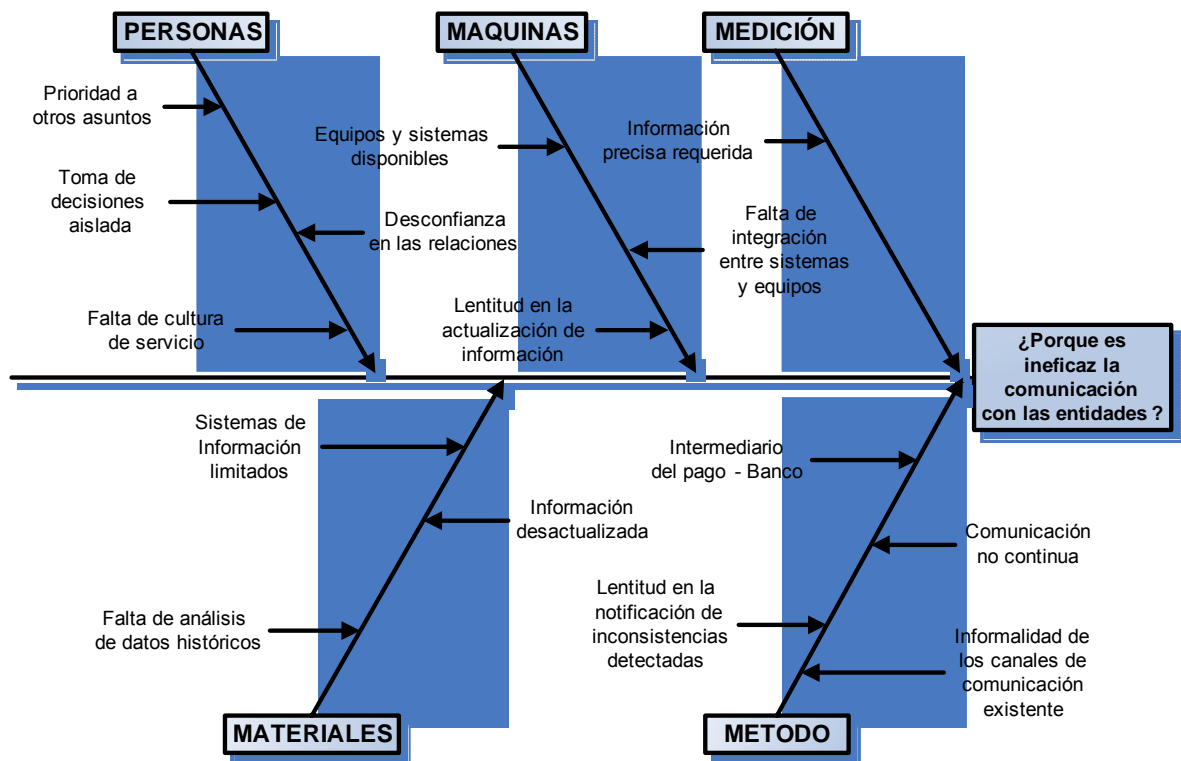 PERSONAS
MAQUINAS
MEDICIÓN
Prioridad a
otros asuntos
Toma de
decisiones
aislada
Desconfianza
en las relaciones
Falta de cultura
de servicio
Equipos y sistemas
disponibles
Falta de
integración
entre sistemas
y equipos
Lentitud en la
actualización de
información
Información
precisa requerida
¿Porque es
ineficaz la
comunicación
con las entidades ?
Sistemas de
Información
limitados
Información
desactualizada
Falta de análisis
de datos históricos
Intermediario
del pago - Banco
Comunicación
no continua
Lentitud en la
notificación de
inconsistencias
detectadas
Informalidad de
los canales de
comunicación
existente
MATERIALES
METODO